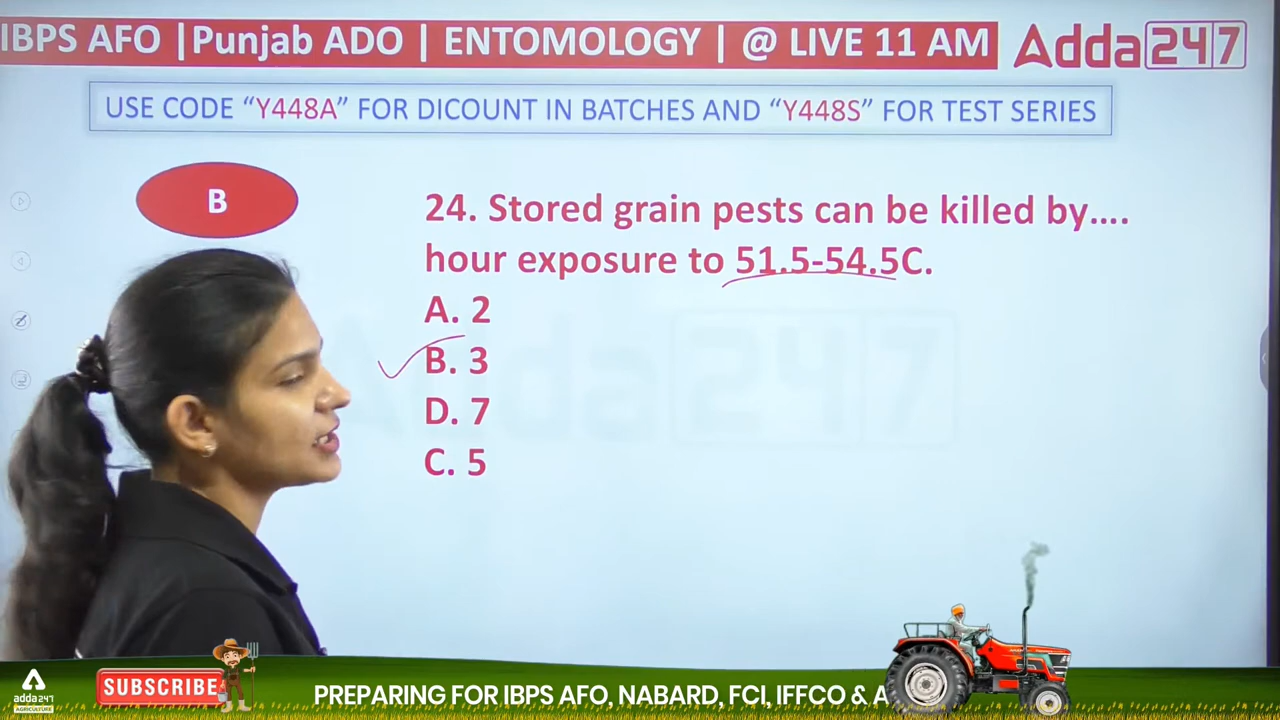 IBPS AFO |Punjab ADO | ENTOMOLOGY | @ LIVE 11 AM
Adda247
USE CODE “Y448A” FOR DICOUNT IN BATCHES AND “Y448S” FOR TEST SERIES
B
24. Stored grain pests can be killed by....
hour exposure to 51.5-54.5C.
A. 2
B. 3
D. 7
C. 5
adda247
AGRICULTURE
SUBSCRIBE
PREPARING FOR IBPS AFO, NABARD, FCI, IFFCO & A